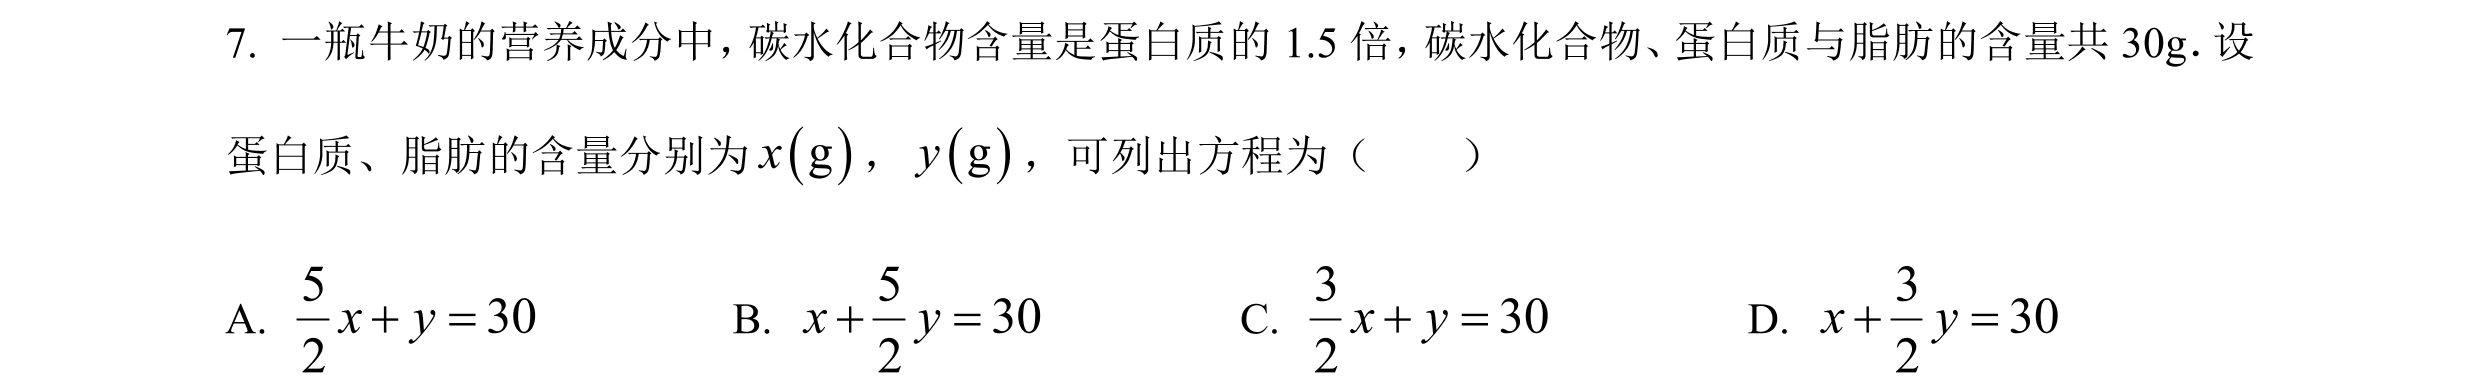 7. 一瓶牛奶的营养成分中，碳水化合物含量是蛋白质的 1.5 倍，碳水化合物、蛋白质与脂肪的含量共 30g．设
蛋白质、脂肪的含量分别为 x(g)，y(g)，可列出方程为（　　）
A. \frac{5}{2}x+y=30　B. x+\frac{5}{2}y=30　C. \frac{3}{2}x+y=30　D. x+\frac{3}{2}y=30